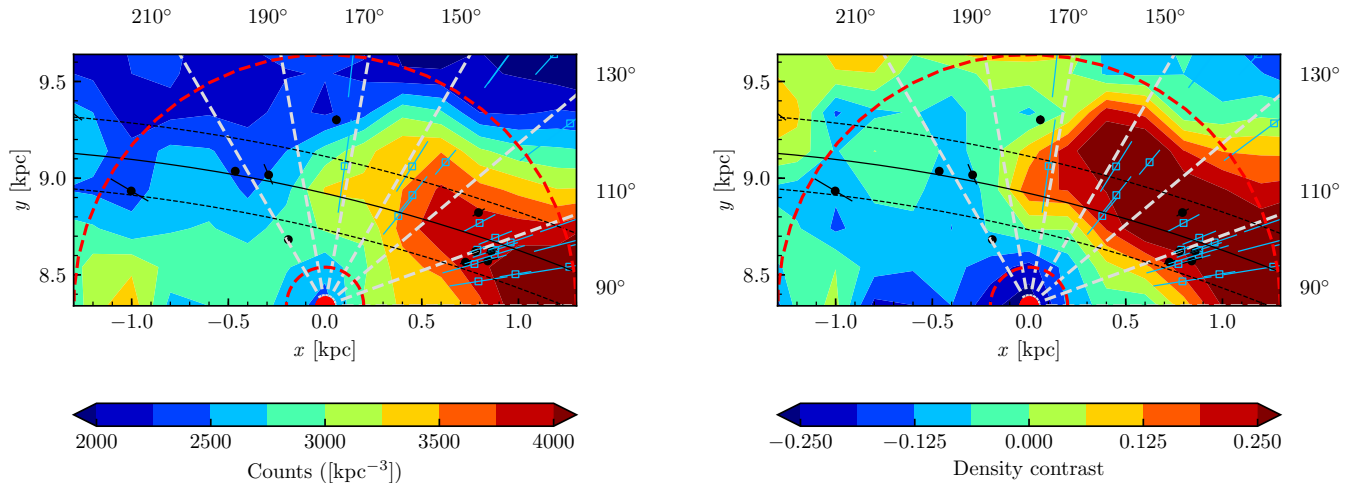 210° 190° 170° 150° 210° 190° 170° 150°
9.5 130° 9.5 130°
9.0 110° 9.0 110°
8.5 90° 8.5 90°
y [kpc] y [kpc]
−1.0 −0.5 0.0 0.5 1.0 −1.0 −0.5 0.0 0.5 1.0
x [kpc] x [kpc]
2000 2500 3000 3500 4000 −0.250 −0.125 0.000 0.125 0.250
Counts ([kpc⁻³]) Density contrast